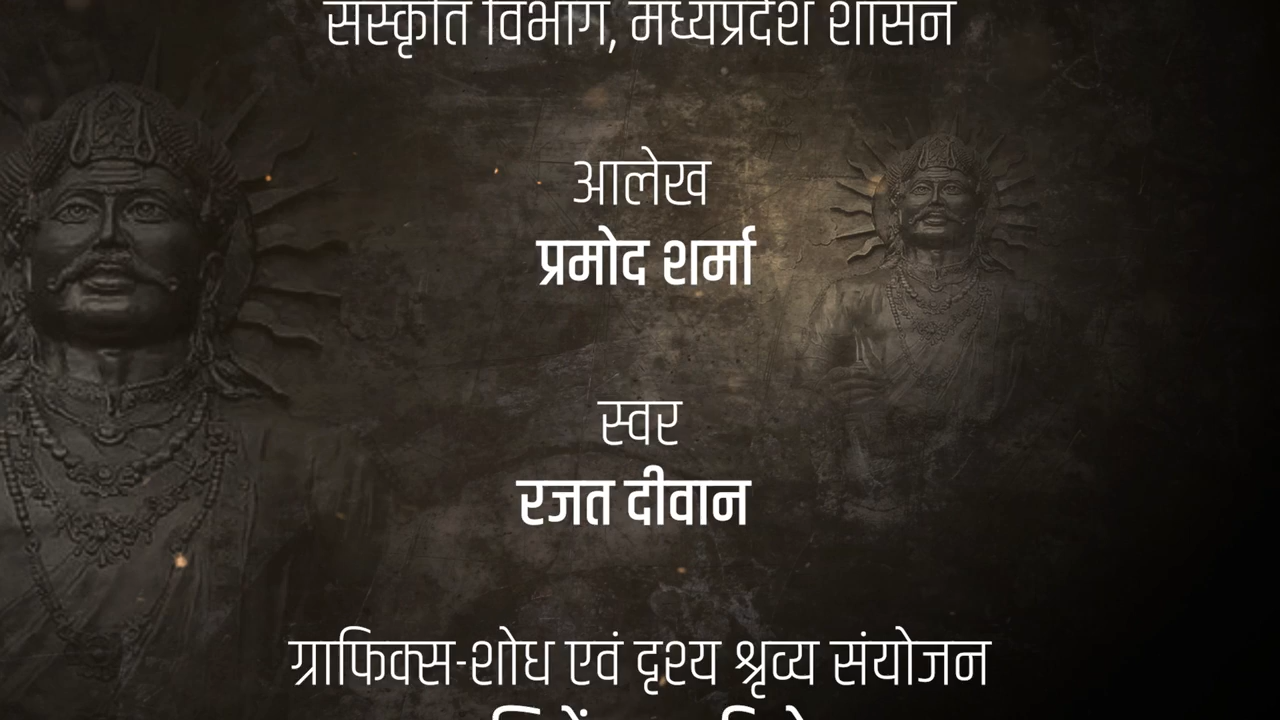 संस्कृति विभाग, मध्यप्रदेश शासन
आलेख
प्रमोद शर्मा
स्वर
रजत दीवान
ग्राफिक्स-शोध एवं दृश्य श्रृव्य संयोजन